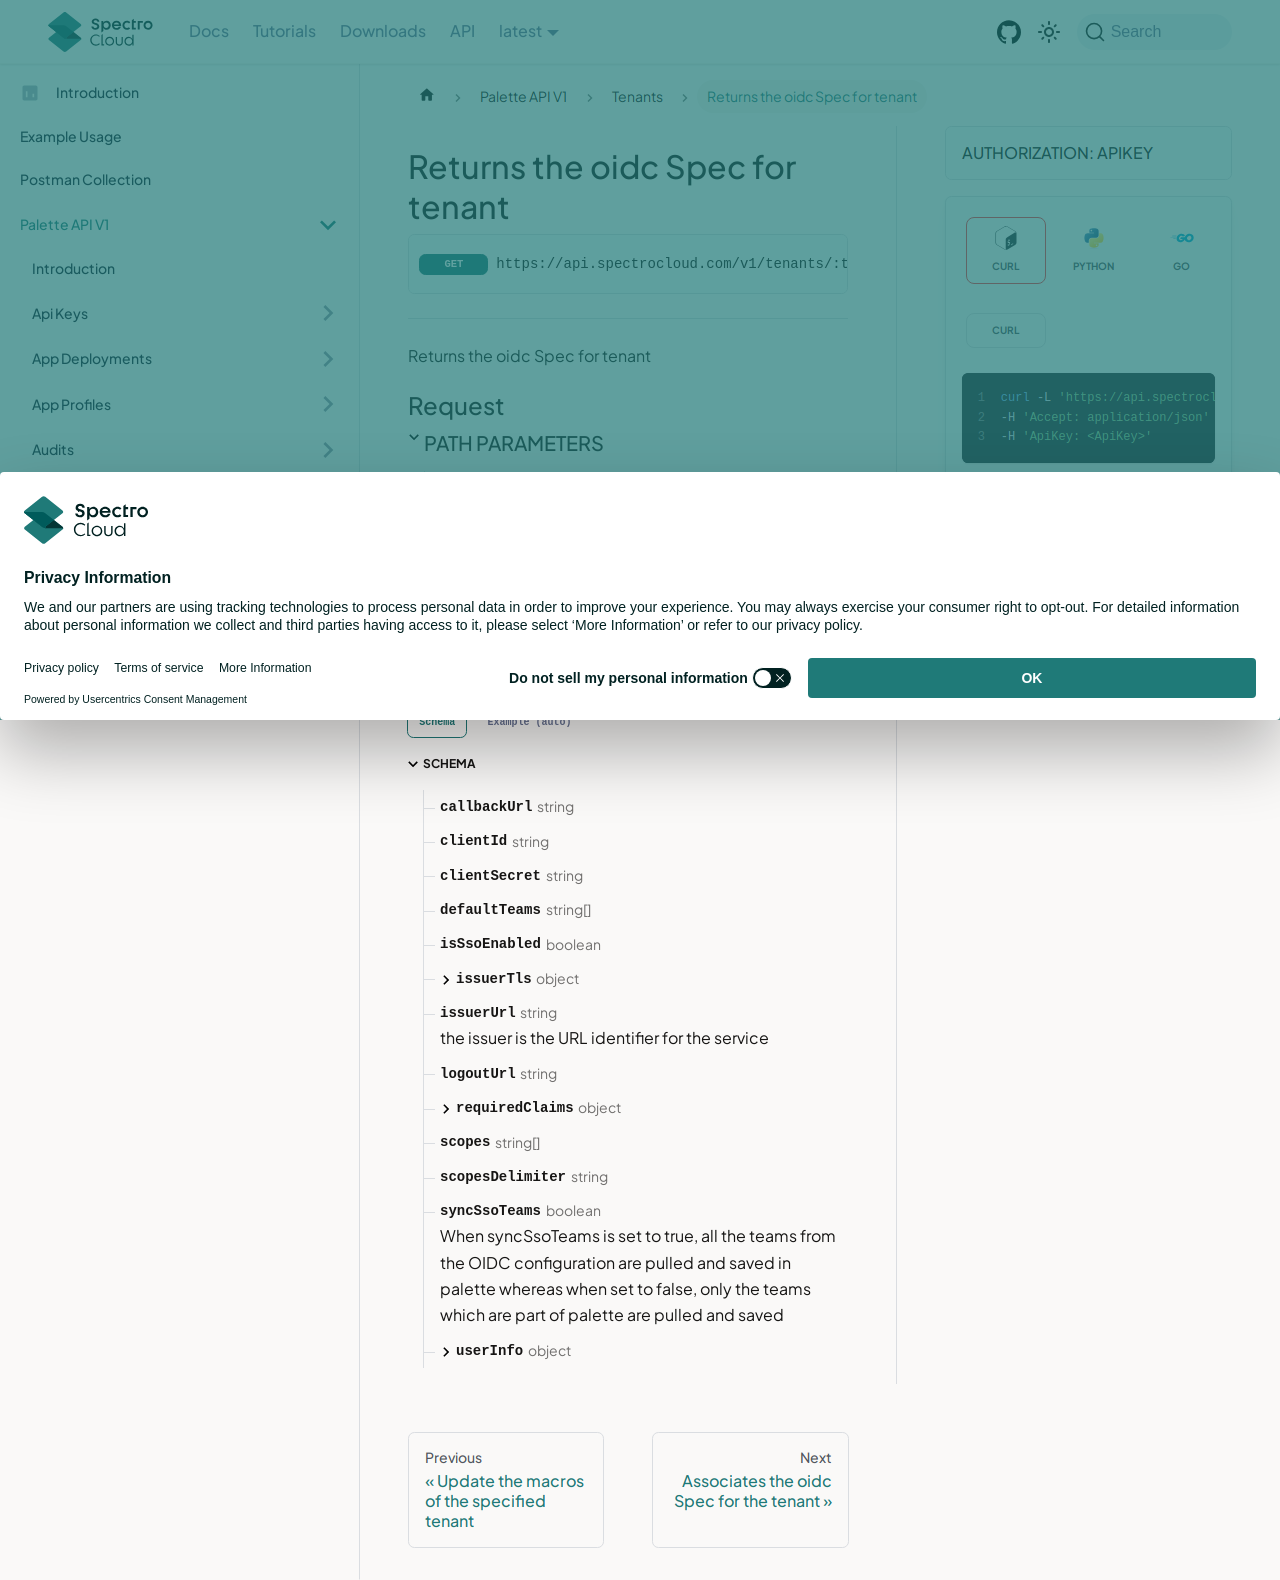 Spectro
Cloud
Docs
Tutorials
Downloads
API
latest
Search
Introduction
Example Usage
Postman Collection
Palette API V1
Introduction
Api Keys
App Deployments
App Profiles
Audits
Palette API V1
Tenants
Returns the oidc Spec for tenant
Returns the oidc Spec for
tenant
GET https://api.spectrocloud.com/v1/tenants/:t
Returns the oidc Spec for tenant
Request
PATH PARAMETERS
AUTHORIZATION: APIKEY
CURL
PYTHON
GO
CURL
1 curl -L 'https://api.spectrocl
2 -H 'Accept: application/json'
3 -H 'ApiKey: <ApiKey>'
Spectro
Cloud
Privacy Information
We and our partners are using tracking technologies to process personal data in order to improve your experience. You may always exercise your consumer right to opt-out. For detailed information
about personal information we collect and third parties having access to it, please select ‘More Information’ or refer to our privacy policy.
Privacy policy
Terms of service
More Information
Powered by Usercentrics Consent Management
Do not sell my personal information
OK
Schema
Example (auto)
SCHEMA
callbackUrl string
clientId string
clientSecret string
defaultTeams string[]
isSsoEnabled boolean
issuerTls object
issuerUrl string
the issuer is the URL identifier for the service
logoutUrl string
requiredClaims object
scopes string[]
scopesDelimiter string
syncSsoTeams boolean
When syncSsoTeams is set to true, all the teams from
the OIDC configuration are pulled and saved in
palette whereas when set to false, only the teams
which are part of palette are pulled and saved
userInfo object
Previous
« Update the macros
of the specified
tenant
Next
Associates the oidc
Spec for the tenant »